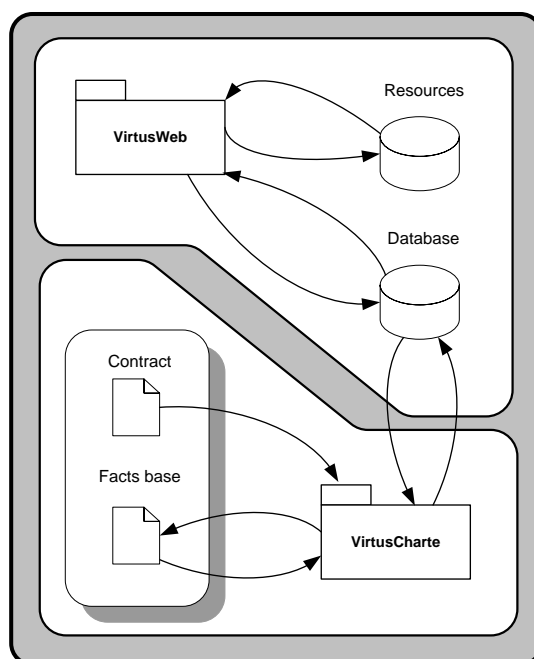 Resources
VirtusWeb
Database
Contract
Facts base
VirtusCharte